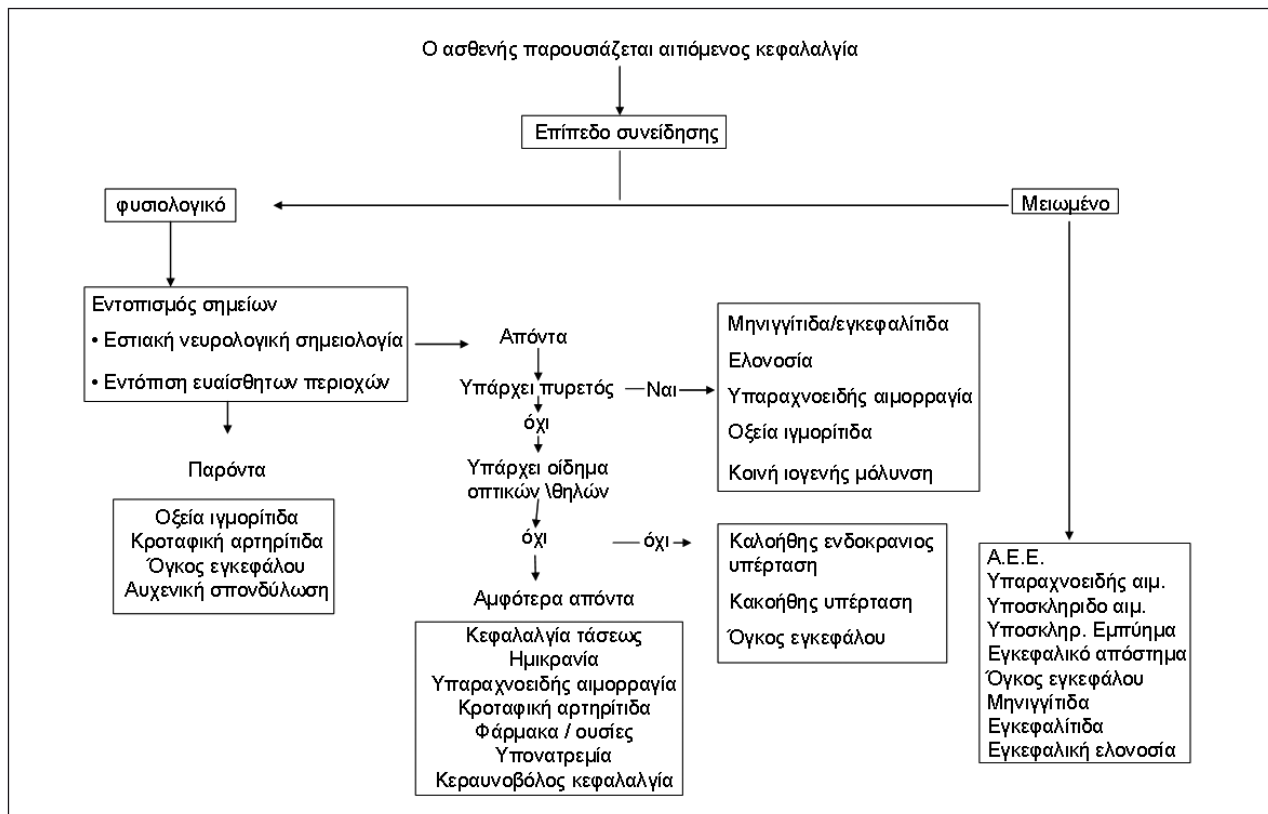 Ο ασθενής παρουσιάζεται αιτιόμενος κεφαλαλγία
Επίπεδο συνείδησης
φυσιολογικό
Μειωμένο
Εντοπισμός σημείων
• Εστιακή νευρολογική σημειολογία
• Εντόπιση ευαίσθητων περιοχών
Παρόντα
Οξεία ιγμορίτιδα
Κροταφική αρτηρίτιδα
Όγκος εγκεφάλου
Αυχενική σπονδύλωση
Απόντα
Υπάρχει πυρετός
Ναι
όχι
Υπάρχει οίδημα
οπτικών \θηλών
όχι
όχι
Αμφότερα απόντα
Κεφαλαλγία τάσεως
Ημικρανία
Υπαραχνοειδής αιμορραγία
Κροταφική αρτηρίτιδα
Φάρμακα / ουσίες
Υπονατρεμία
Κεραυνοβόλος κεφαλαλγία
Μηνιγγίτιδα/εγκεφαλίτιδα
Ελονοσία
Υπαραχνοειδής αιμορραγία
Οξεία ιγμορίτιδα
Κοινή ιογενής μόλυνση
Καλοήθης ενδοκρανιος
υπέρταση
Κακοήθης υπέρταση
Όγκος εγκεφάλου
Α.Ε.Ε.
Υπαραχνοειδής αιμ.
Υποσκληριδο αιμ.
Υποσκληρ. Εμπύημα
Εγκεφαλικό απόστημα
Όγκος εγκεφάλου
Μηνιγγίτιδα
Εγκεφαλίτιδα
Εγκεφαλική ελονοσία